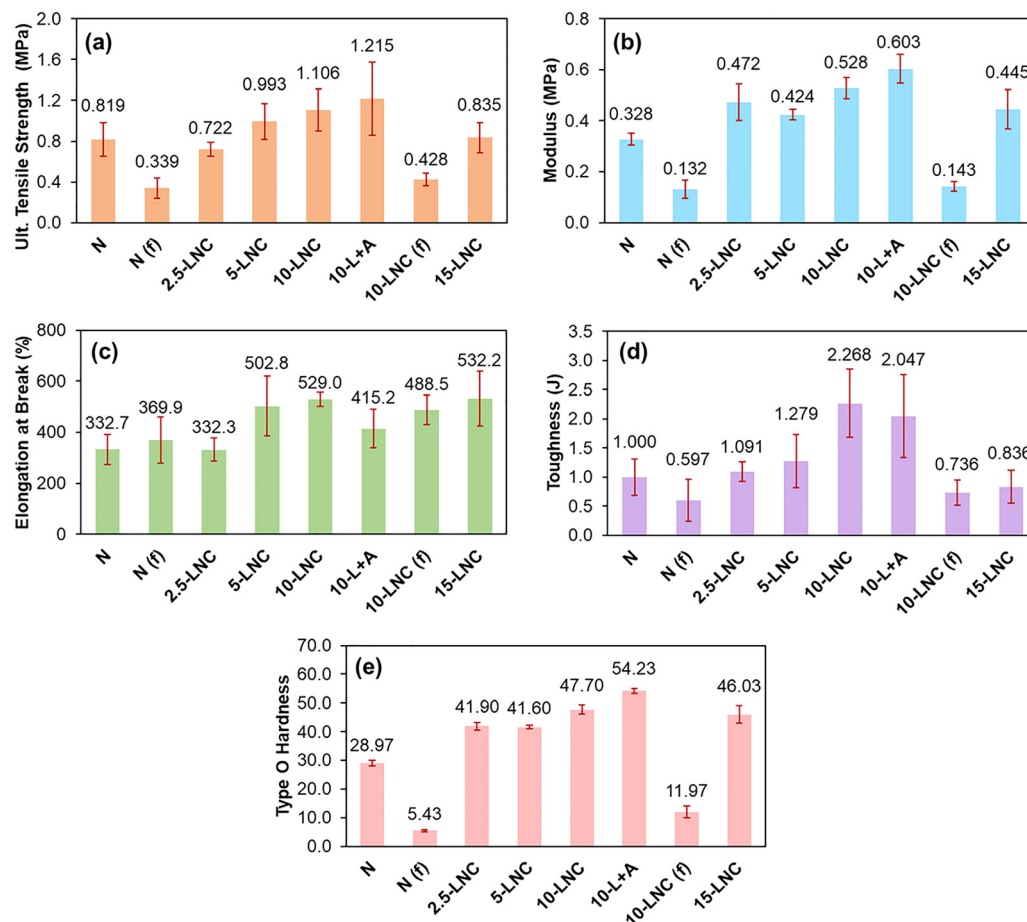 (a)
Ult. Tensile Strength (MPa)
2.0
1.6
1.2
0.8
0.4
0.0
0.819
0.339
0.722
0.993
1.106
1.215
0.428
0.835
N
N (f)
2.5-LNC
5-LNC
10-LNC
10-L+A
10-LNC (f)
15-LNC
(b)
Modulus (MPa)
0.8
0.6
0.4
0.2
0.0
0.328
0.132
0.472
0.424
0.528
0.603
0.143
0.445
N
N (f)
2.5-LNC
5-LNC
10-LNC
10-L+A
10-LNC (f)
15-LNC
(c)
Elongation at Break (%)
800
600
400
200
0
332.7
369.9
332.3
502.8
529.0
415.2
488.5
532.2
N
N (f)
2.5-LNC
5-LNC
10-LNC
10-L+A
10-LNC (f)
15-LNC
(d)
Toughness (J)
3.5
3.0
2.5
2.0
1.5
1.0
0.5
0.0
1.000
0.597
1.091
1.279
2.268
2.047
0.736
0.836
N
N (f)
2.5-LNC
5-LNC
10-LNC
10-L+A
10-LNC (f)
15-LNC
(e)
Type O Hardness
70.0
60.0
50.0
40.0
30.0
20.0
10.0
0.0
28.97
5.43
41.90
41.60
47.70
54.23
11.97
46.03
N
N (f)
2.5-LNC
5-LNC
10-LNC
10-L+A
10-LNC (f)
15-LNC